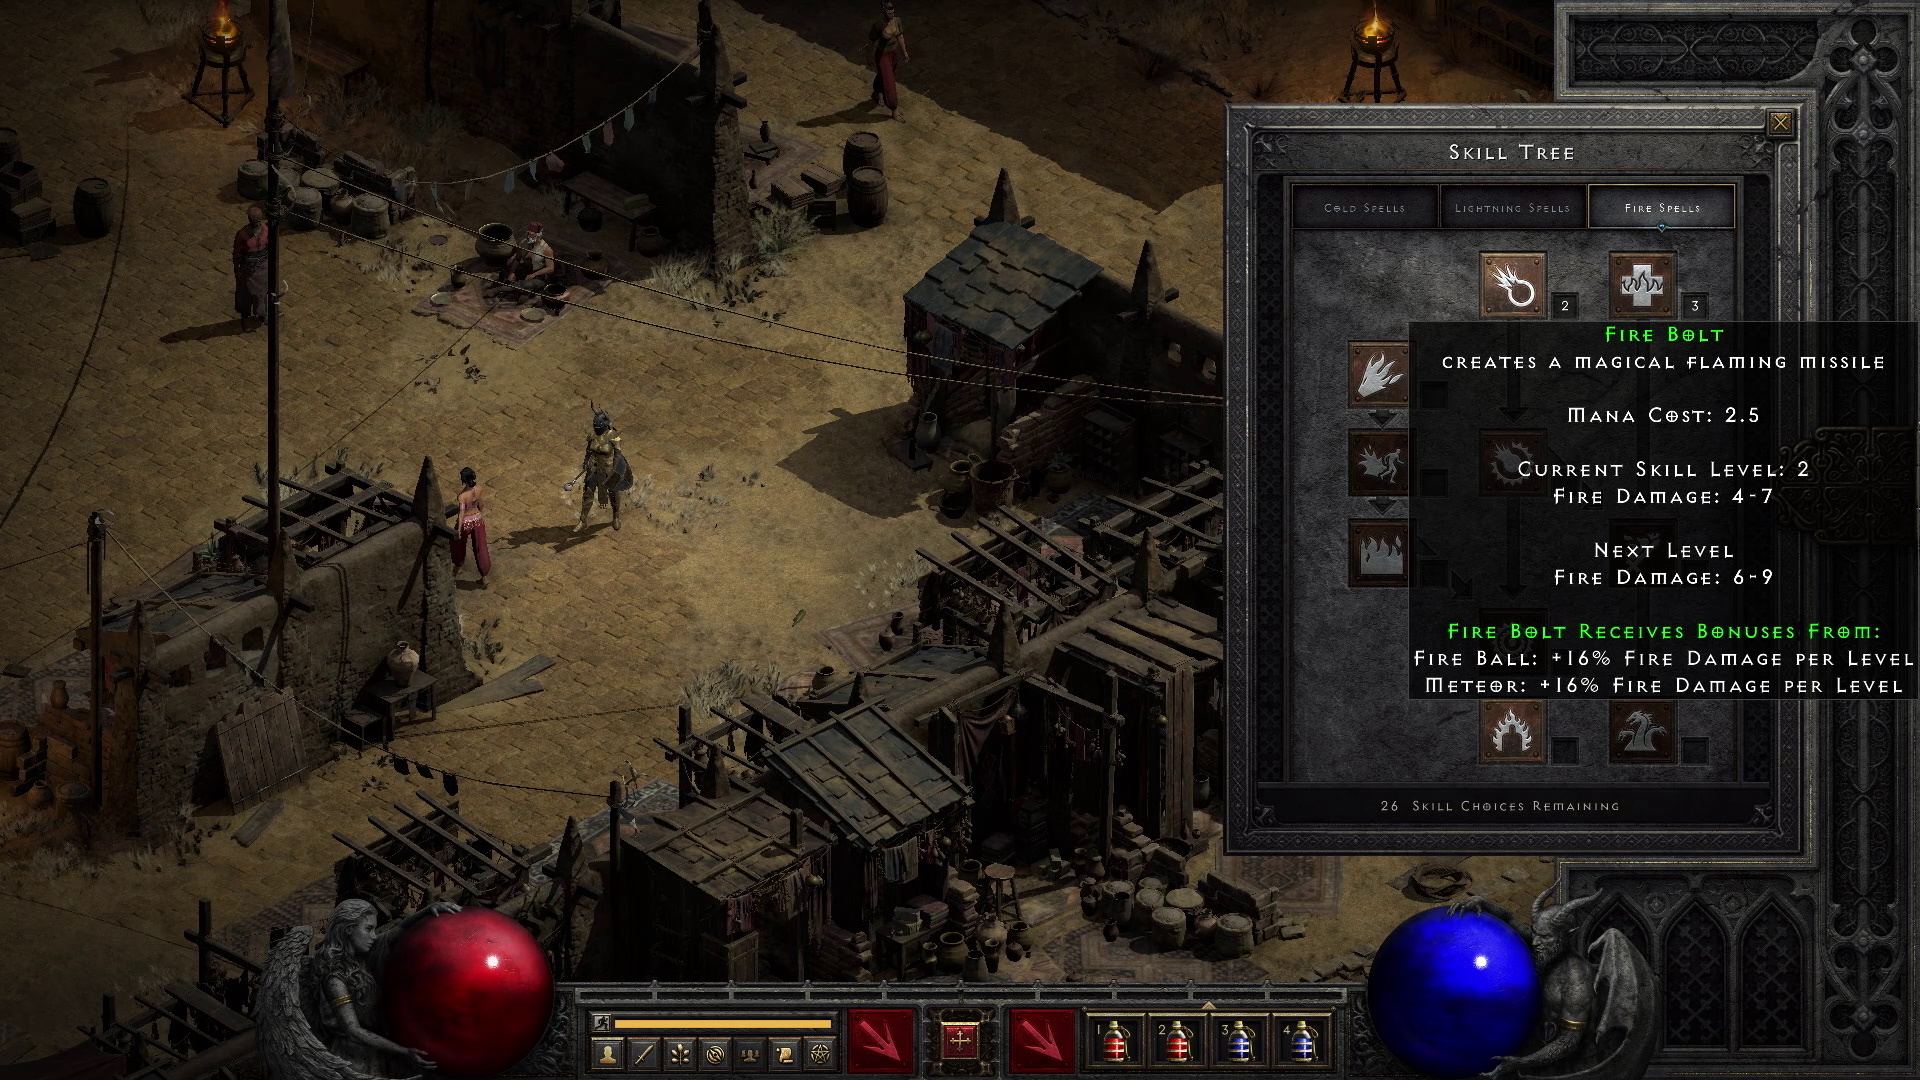 Skill Tree
Cold Spells
Lightning Spells
Fire Spells
2
3
Fire Bolt
creates a magical flaming missile
Mana Cost: 2.5
Current Skill Level: 2
Fire Damage: 4-7
Next Level
Fire Damage: 6-9
Fire Bolt Receives Bonuses From:
Fire Ball: +16% Fire Damage per Level
Meteor: +16% Fire Damage per Level
26 Skill Choices Remaining
1
2
3
4